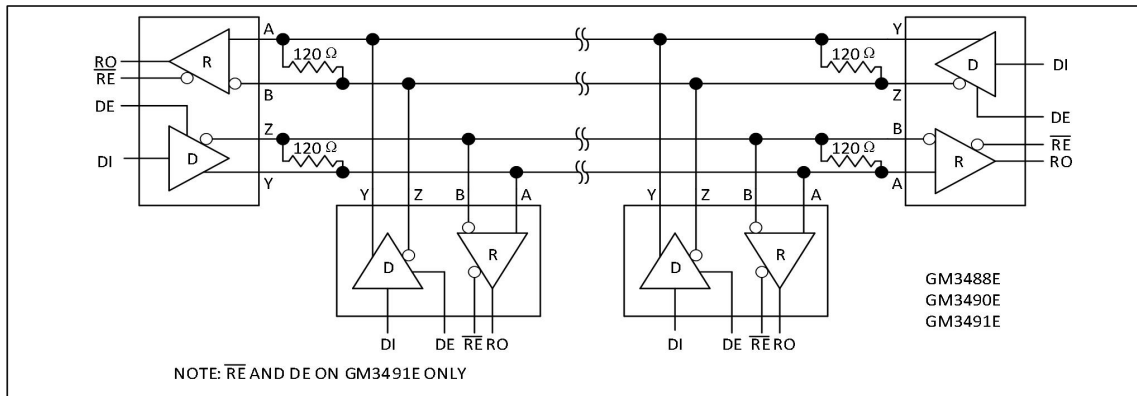 A
120 Ω
RO
R
RE
B
DE
Z
DI
D
120 Ω
Y
Y
120 Ω
D
DI
Z
DE
B
RE
120 Ω
R
RO
A
Y Z B A
D R
DI DE RE RO
Y Z B A
D R
DI DE RE RO
GM3488E
GM3490E
GM3491E
NOTE: RE AND DE ON GM3491E ONLY